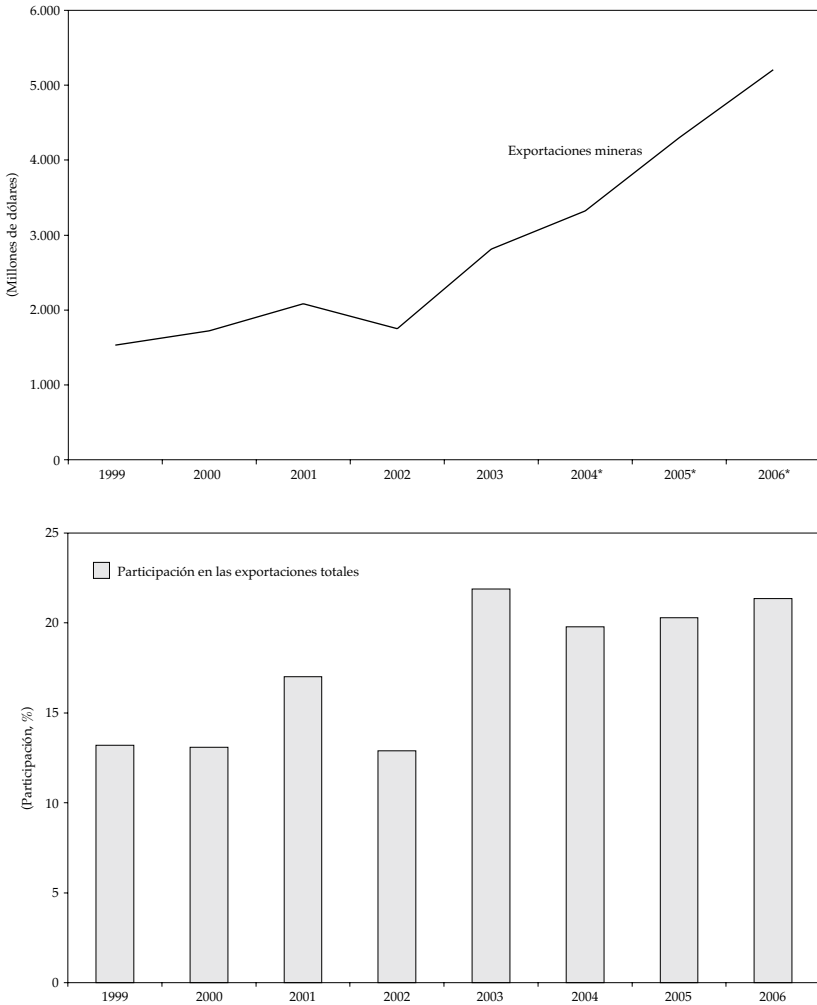 6.000
5.000
4.000
3.000
2.000
1.000
0
(Millones de dólares)
Exportaciones mineras
1999 2000 2001 2002 2003 2004* 2005* 2006*
25
20
15
10
5
0
(Participación, %)
Participación en las exportaciones totales
1999 2000 2001 2002 2003 2004 2005 2006